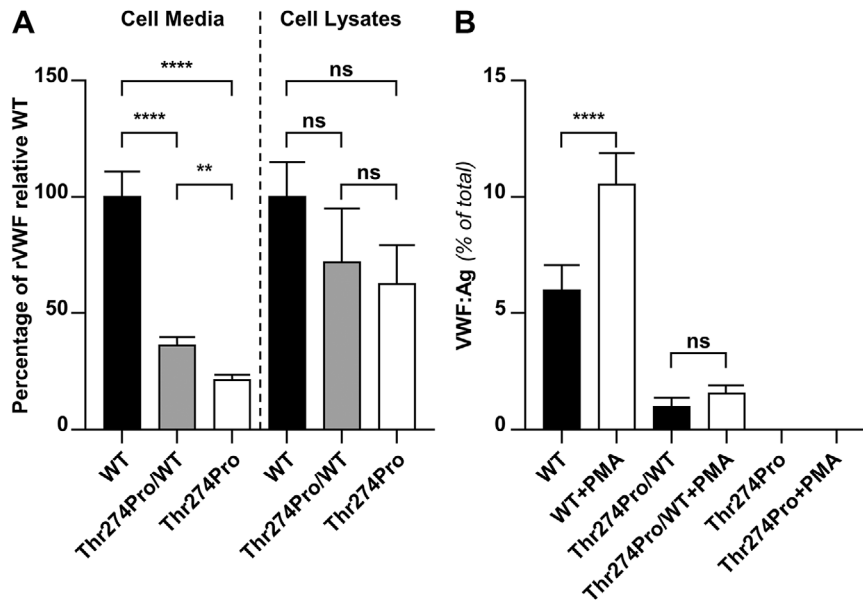 A
Cell Media
Cell Lysates
Percentage of rVWF relative WT
150
100
50
0
****
****
**
ns
ns
ns
WT
Thr274Pro/WT
Thr274Pro
WT
Thr274Pro/WT
Thr274Pro
B
VWF:Ag (% of total)
15
10
5
0
****
ns
WT
WT+PMA
Thr274Pro/WT
Thr274Pro/WT+PMA
Thr274Pro
Thr274Pro+PMA